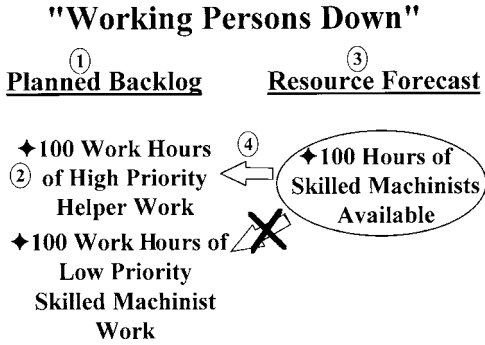 "Working Persons Down"
① ③
Planned Backlog Resource Forecast
✦100 Work Hours
② of High Priority
Helper Work
④
✦100 Hours of
Skilled Machinists
Available
✦100 Work Hours of
Low Priority
Skilled Machinist
Work